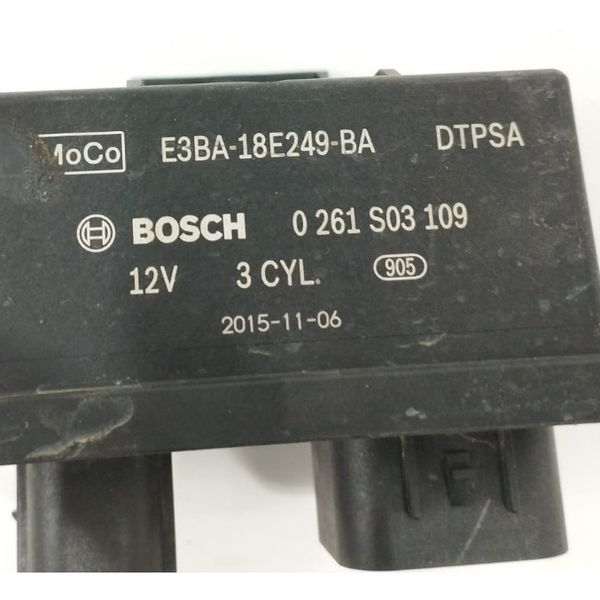 MoCo E3BA-18E249-BA DTPSA
BOSCH 0 261 S03 109
12V 3 CYL. 905
2015-11-06
F